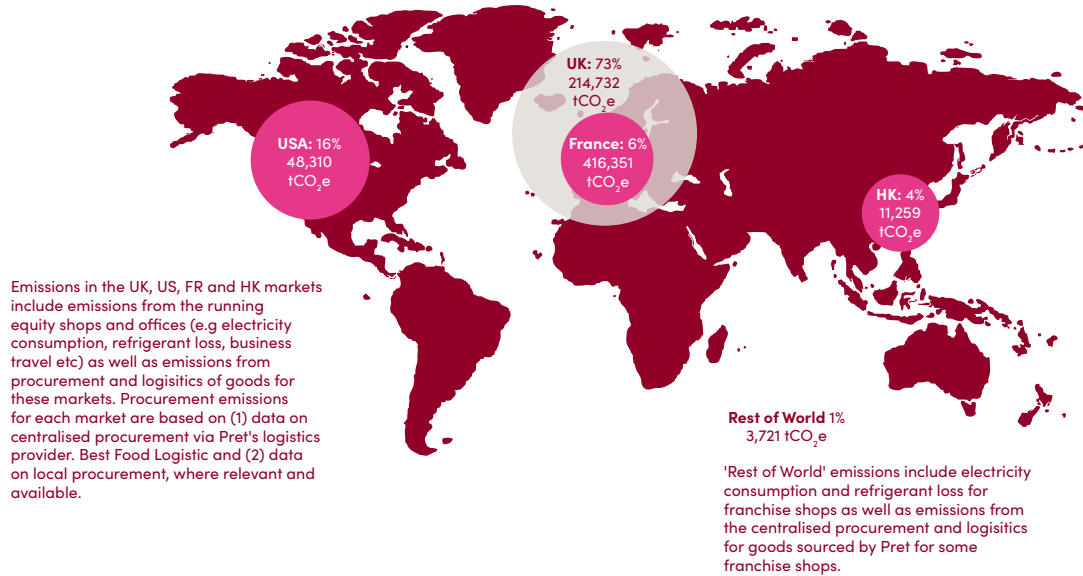 UK: 73%
214,732
tCO₂e
USA: 16%
48,310
tCO₂e
France: 6%
416,351
tCO₂e
HK: 4%
11,259
tCO₂e
Emissions in the UK, US, FR and HK markets
include emissions from the running
equity shops and offices (e.g electricity
consumption, refrigerant loss, business
travel etc) as well as emissions from
procurement and logisitics of goods for
these markets. Procurement emissions
for each market are based on (1) data on
centralised procurement via Pret's logistics
provider. Best Food Logistic and (2) data
on local procurement, where relevant and
available.
Rest of World 1%
3,721 tCO₂e
'Rest of World' emissions include electricity
consumption and refrigerant loss for
franchise shops as well as emissions from
the centralised procurement and logisitics
for goods sourced by Pret for some
franchise shops.